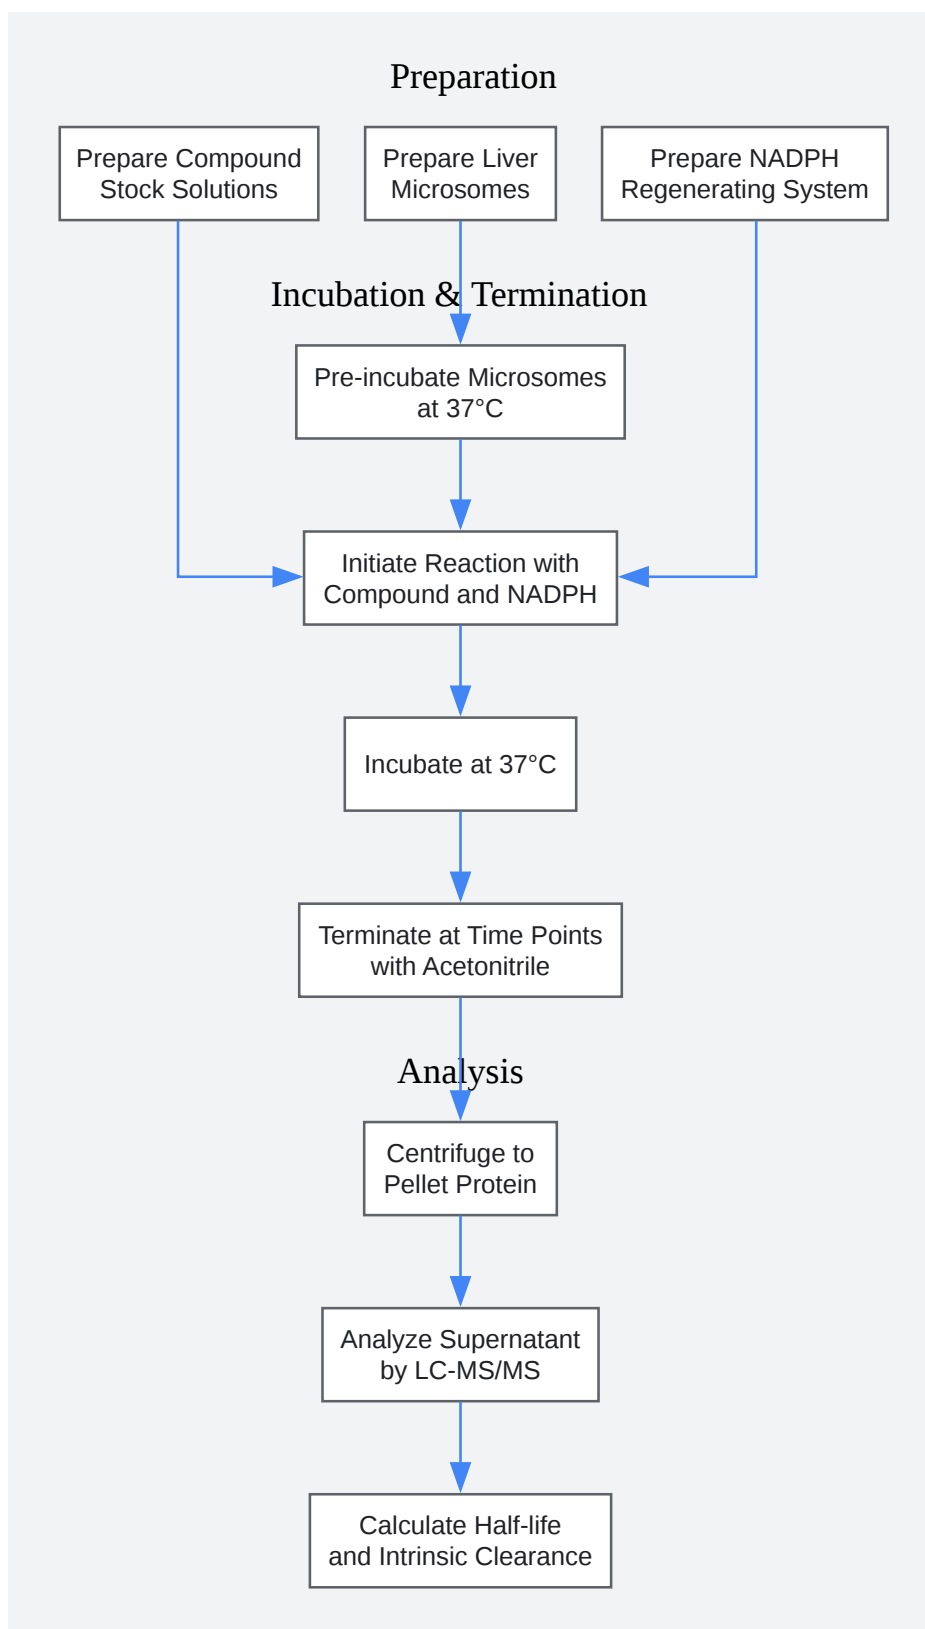 Preparation
Prepare Compound
Stock Solutions
Prepare Liver
Microsomes
Prepare NADPH
Regenerating System
Incubation & Termination
Pre-incubate Microsomes
at 37°C
Initiate Reaction with
Compound and NADPH
Incubate at 37°C
Terminate at Time Points
with Acetonitrile
Analysis
Centrifuge to
Pellet Protein
Analyze Supernatant
by LC-MS/MS
Calculate Half-life
and Intrinsic Clearance